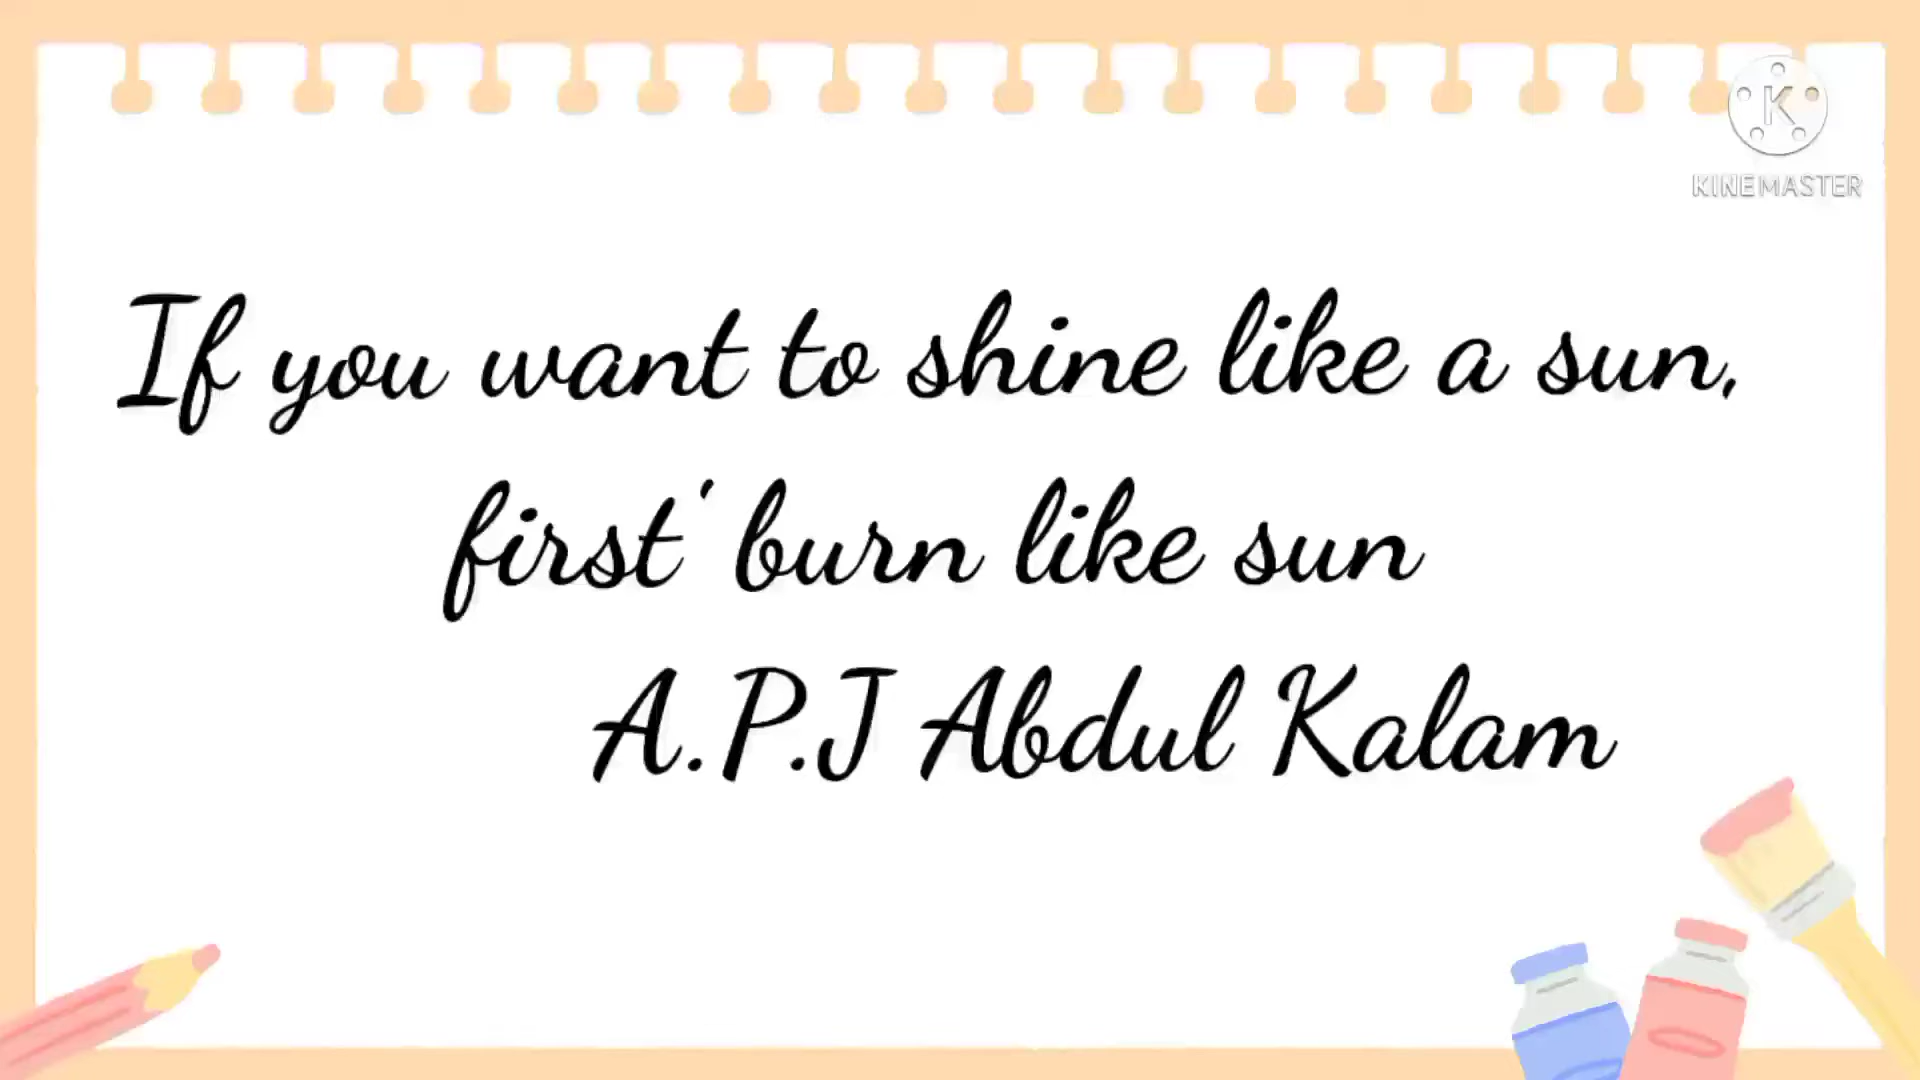 K
KINEMASTER
If you want to shine like a sun,
first' burn like sun
A.P.J Abdul Kalam